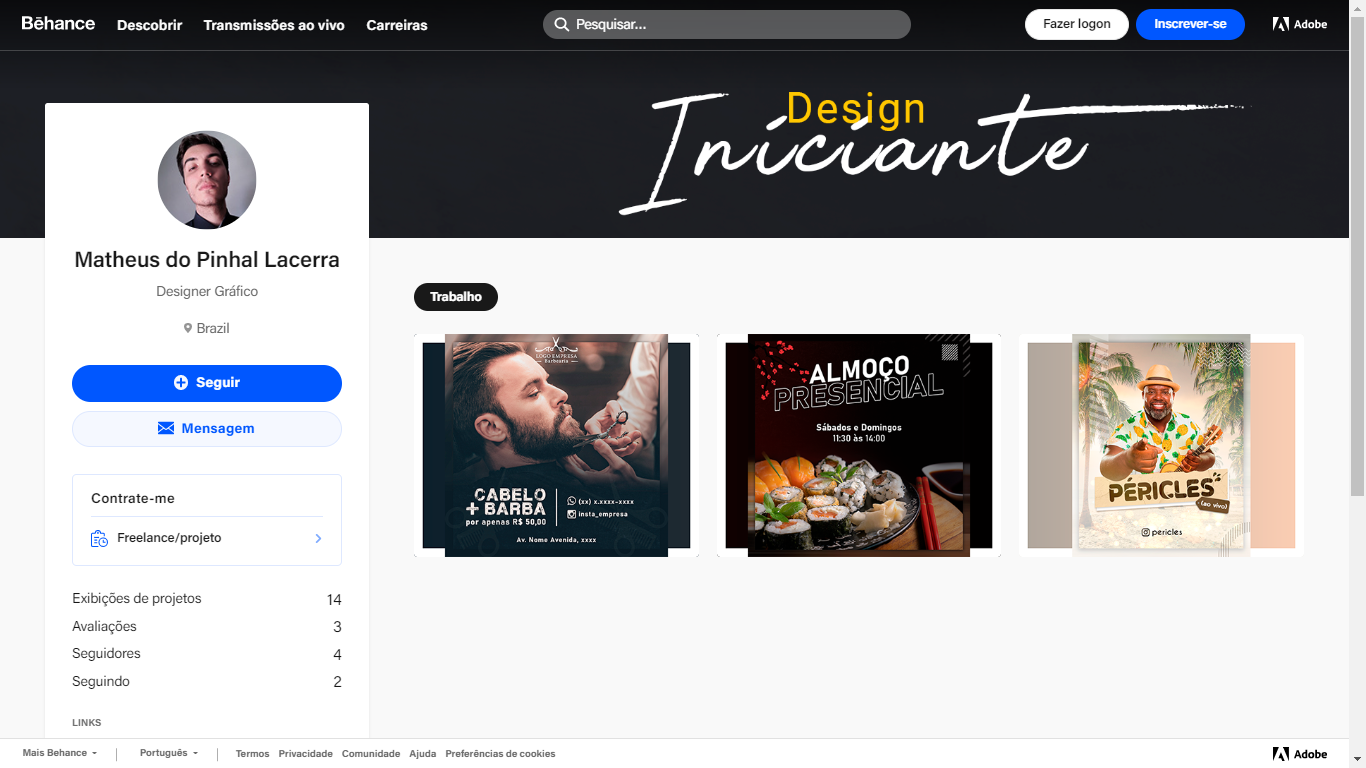 Bēhance
Descobrir
Transmissões ao vivo
Carreiras
Pesquisar...
Fazer logon
Inscrever-se
Adobe
Design
Iniciante
Matheus do Pinhal Lacerra
Designer Gráfico
Brazil
Seguir
Mensagem
Contrate-me
Freelance/projeto
Exibições de projetos 14
Avaliações 3
Seguidores 4
Seguindo 2
LINKS
Trabalho
LOGO EMPRESA
Barbearia
CABELO
+ BARBA
por apenas R$ 50,00
(xx) x.xxxx-xxxx
insta_empresa
Av. Nome Avenida, xxxx
ALMOÇO
PRESENCIAL
Sábados e Domingos
11:30 às 14:00
PÉRICLES
(ao vivo)
pericles
Mais Behance
Português
Termos
Privacidade
Comunidade
Ajuda
Preferências de cookies
Adobe